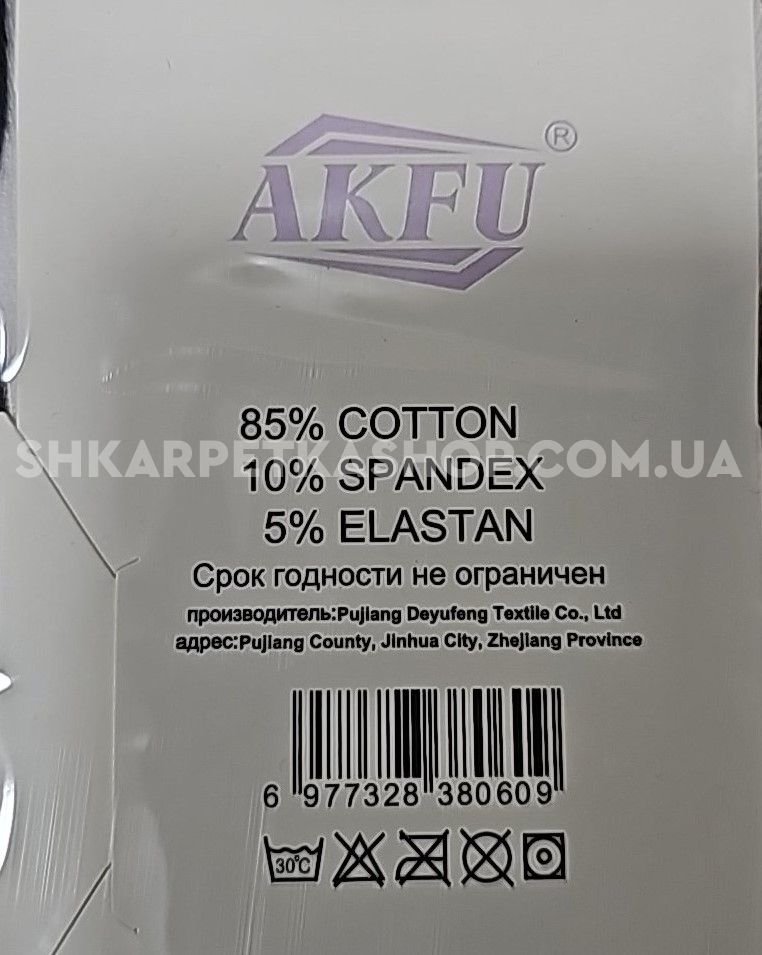 AKFU ®
85% COTTON
SHKARPETKASHOP.COM.UA
10% SPANDEX
5% ELASTAN
Срок годности не ограничен
производитель:Pujiang Deyufeng Textile Co., Ltd
адрес:Pujiang County, Jinhua City, Zhejiang Province
6 977328 380609
30°C